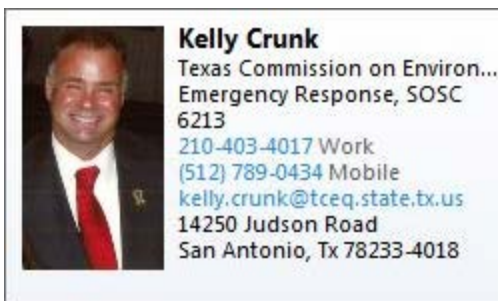 Kelly Crunk
Texas Commission on Environ...
Emergency Response, SOSC
6213
210-403-4017 Work
(512) 789-0434 Mobile
kelly.crunk@tceq.state.tx.us
14250 Judson Road
San Antonio, Tx 78233-4018